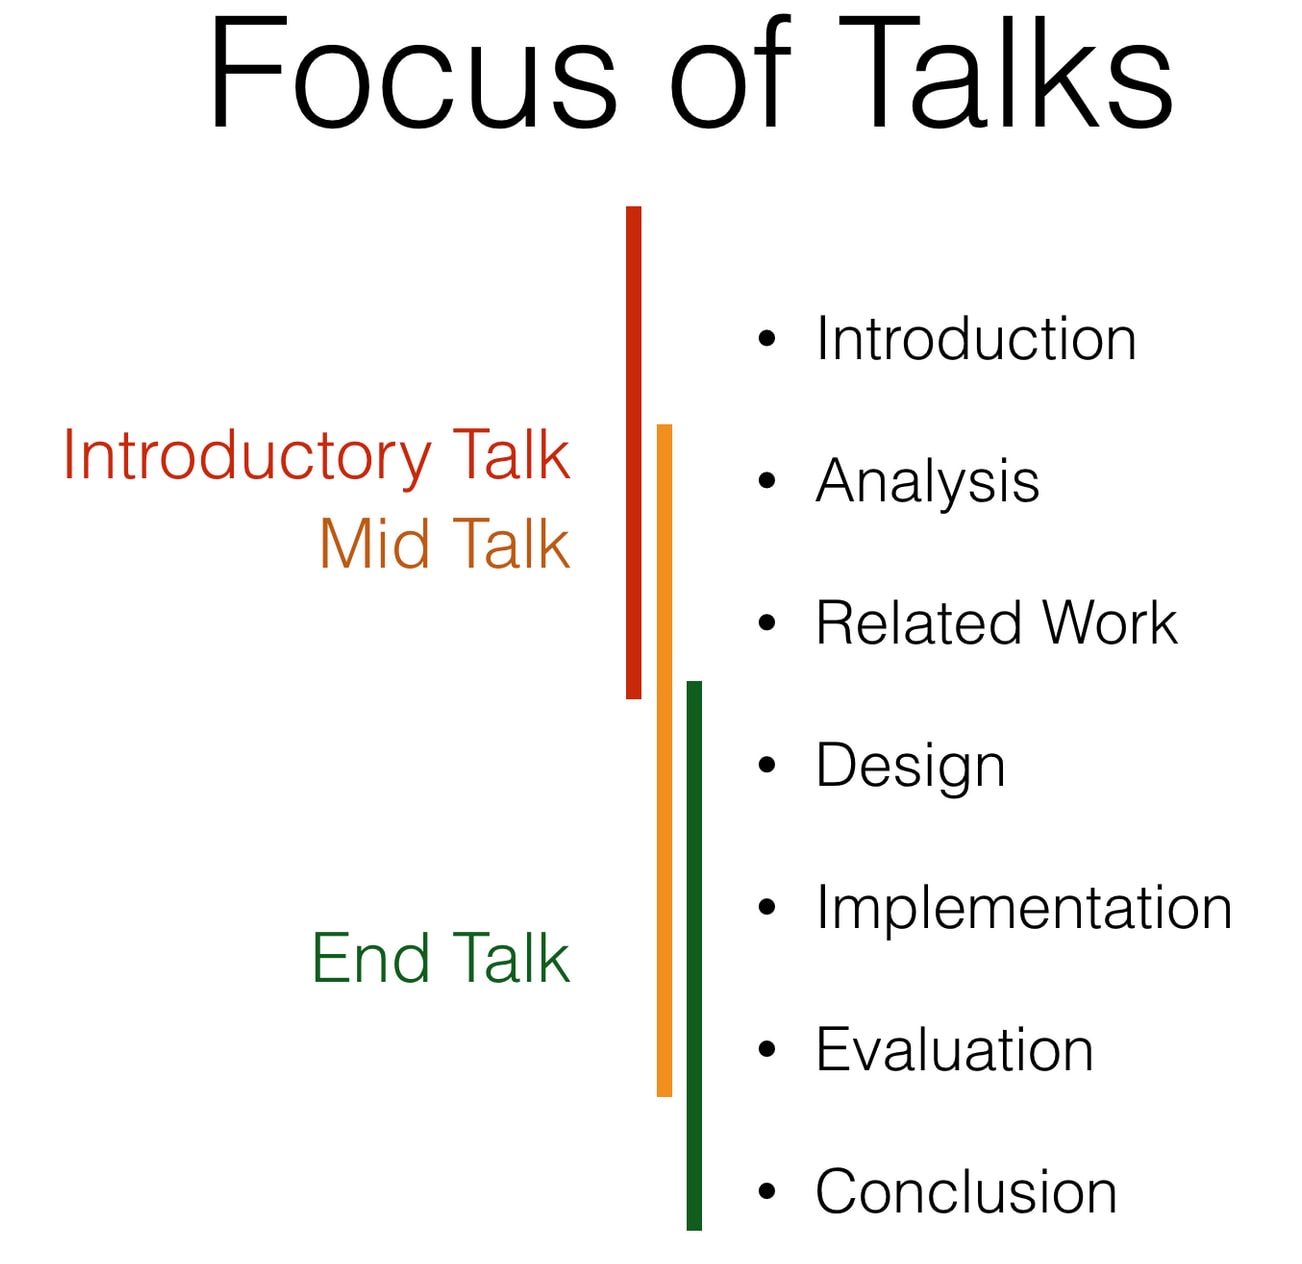 Focus of Talks
Introductory Talk
Mid Talk
End Talk
• Introduction
• Analysis
• Related Work
• Design
• Implementation
• Evaluation
• Conclusion